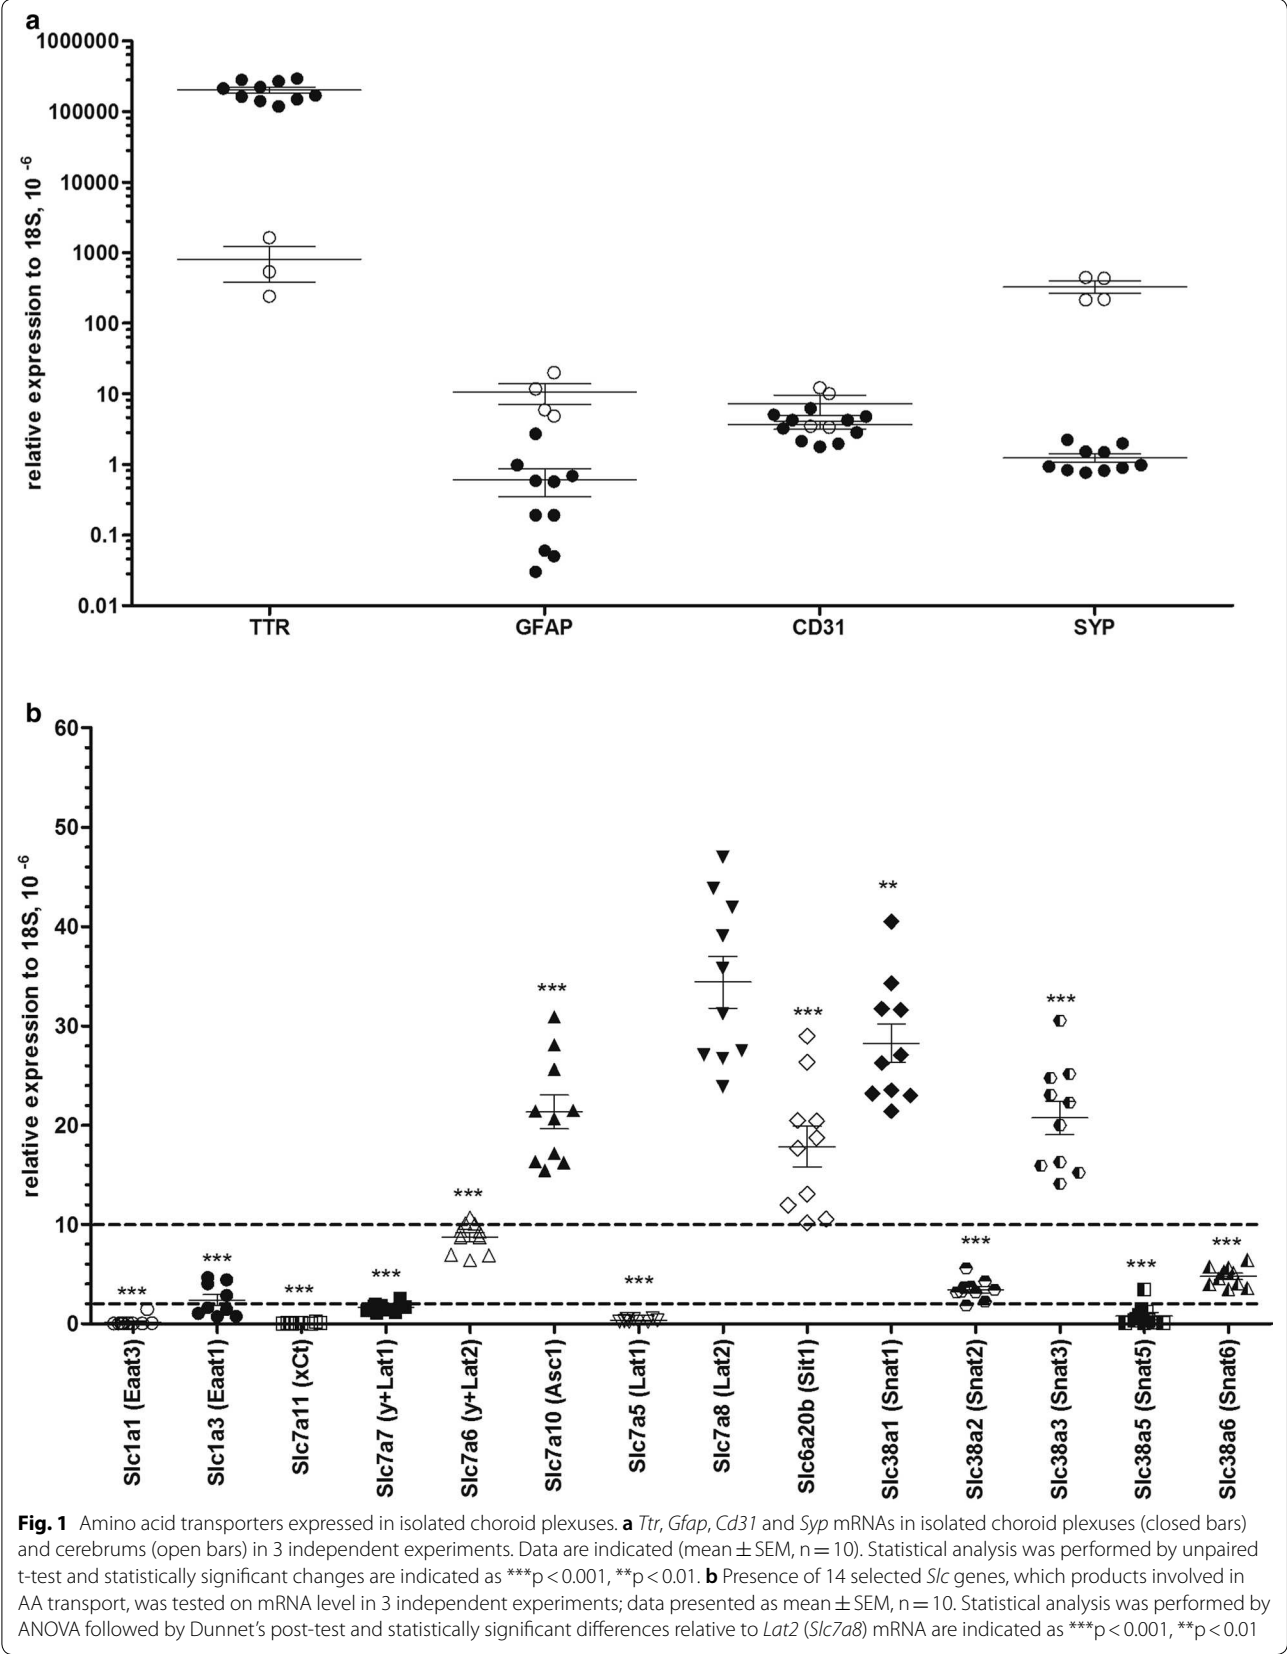 a
1000000
100000
10000
1000
100
10
1
0.1
0.01
relative expression to 18S, 10 -6
TTR GFAP CD31 SYP
b
60
50
40
30
20
10
0
relative expression to 18S, 10 -6
***
***
***
***
***
***
***
***
**
***
***
***
***
Slc1a1 (Eaat3)
Slc1a3 (Eaat1)
Slc7a11 (xCt)
Slc7a7 (y+Lat1)
Slc7a6 (y+Lat2)
Slc7a10 (Asc1)
Slc7a5 (Lat1)
Slc7a8 (Lat2)
Slc6a20b (Sit1)
Slc38a1 (Snat1)
Slc38a2 (Snat2)
Slc38a3 (Snat3)
Slc38a5 (Snat5)
Slc38a6 (Snat6)
Fig. 1 Amino acid transporters expressed in isolated choroid plexuses. a Ttr, Gfap, Cd31 and Syp mRNAs in isolated choroid plexuses (closed bars)
and cerebrums (open bars) in 3 independent experiments. Data are indicated (mean ± SEM, n = 10). Statistical analysis was performed by unpaired
t-test and statistically significant changes are indicated as ***p < 0.001, **p < 0.01. b Presence of 14 selected Slc genes, which products involved in
AA transport, was tested on mRNA level in 3 independent experiments; data presented as mean ± SEM, n = 10. Statistical analysis was performed by
ANOVA followed by Dunnet's post-test and statistically significant differences relative to Lat2 (Slc7a8) mRNA are indicated as ***p < 0.001, **p < 0.01